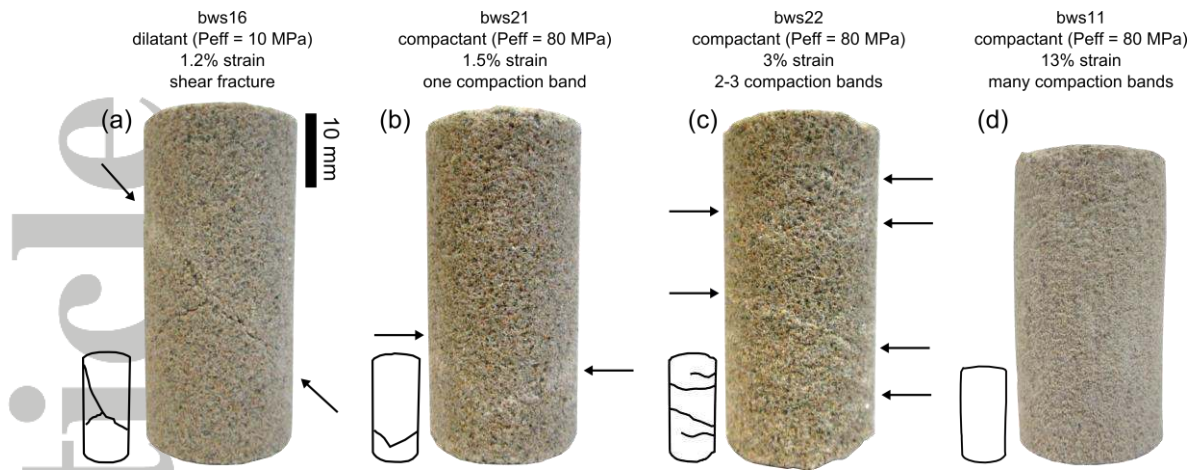 bws16
dilatant (Peff = 10 MPa)
1.2% strain
shear fracture
bws21
compactant (Peff = 80 MPa)
1.5% strain
one compaction band
bws22
compactant (Peff = 80 MPa)
3% strain
2-3 compaction bands
bws11
compactant (Peff = 80 MPa)
13% strain
many compaction bands
(a)
10 mm
(b)
(c)
(d)
ticle